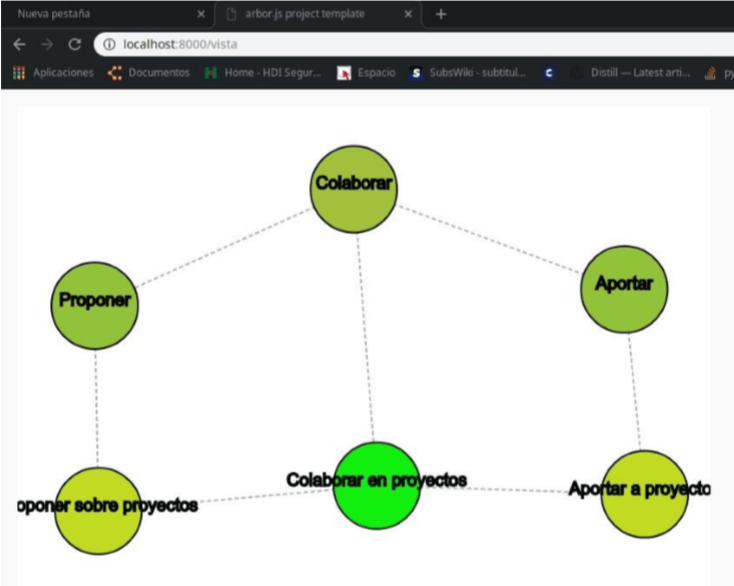 Nueva pestaña
arbor.js project template
localhost:8000/vista
Aplicaciones Documentos Home - HDI Segur... Espacio SubsWiki - subtitul... Distill — Latest arti... py
Colaborar
Proponer
Aportar
Colaborar en proyectos
oponer sobre proyectos
Aportar a proyecto